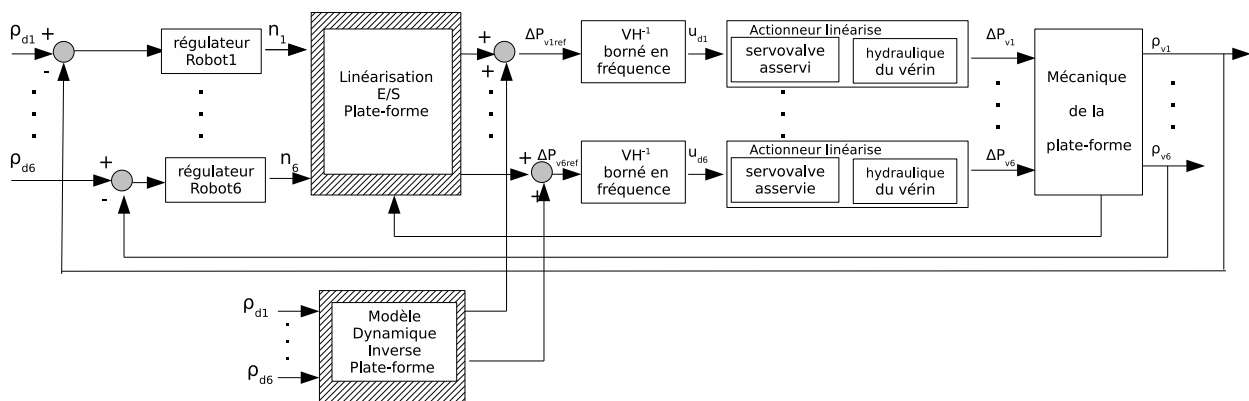 ρd1
+
-
régulateur
Robot1
n1
Linéarisation
E/S
Plate-forme
+
+
ΔPv1ref
VH-1
borné en
fréquence
ud1
Actionneur linéarise
servovalve
asservi
hydraulique
du vérin
ΔPv1
Mécanique
de la
plate-forme
ρv1
ρd6
+
-
régulateur
Robot6
n6
+
+
ΔPv6ref
VH-1
borné en
fréquence
ud6
Actionneur linéarise
servovalve
asservie
hydraulique
du vérin
ΔPv6
ρv6
ρd1
ρd6
Modèle
Dynamique
Inverse
Plate-forme